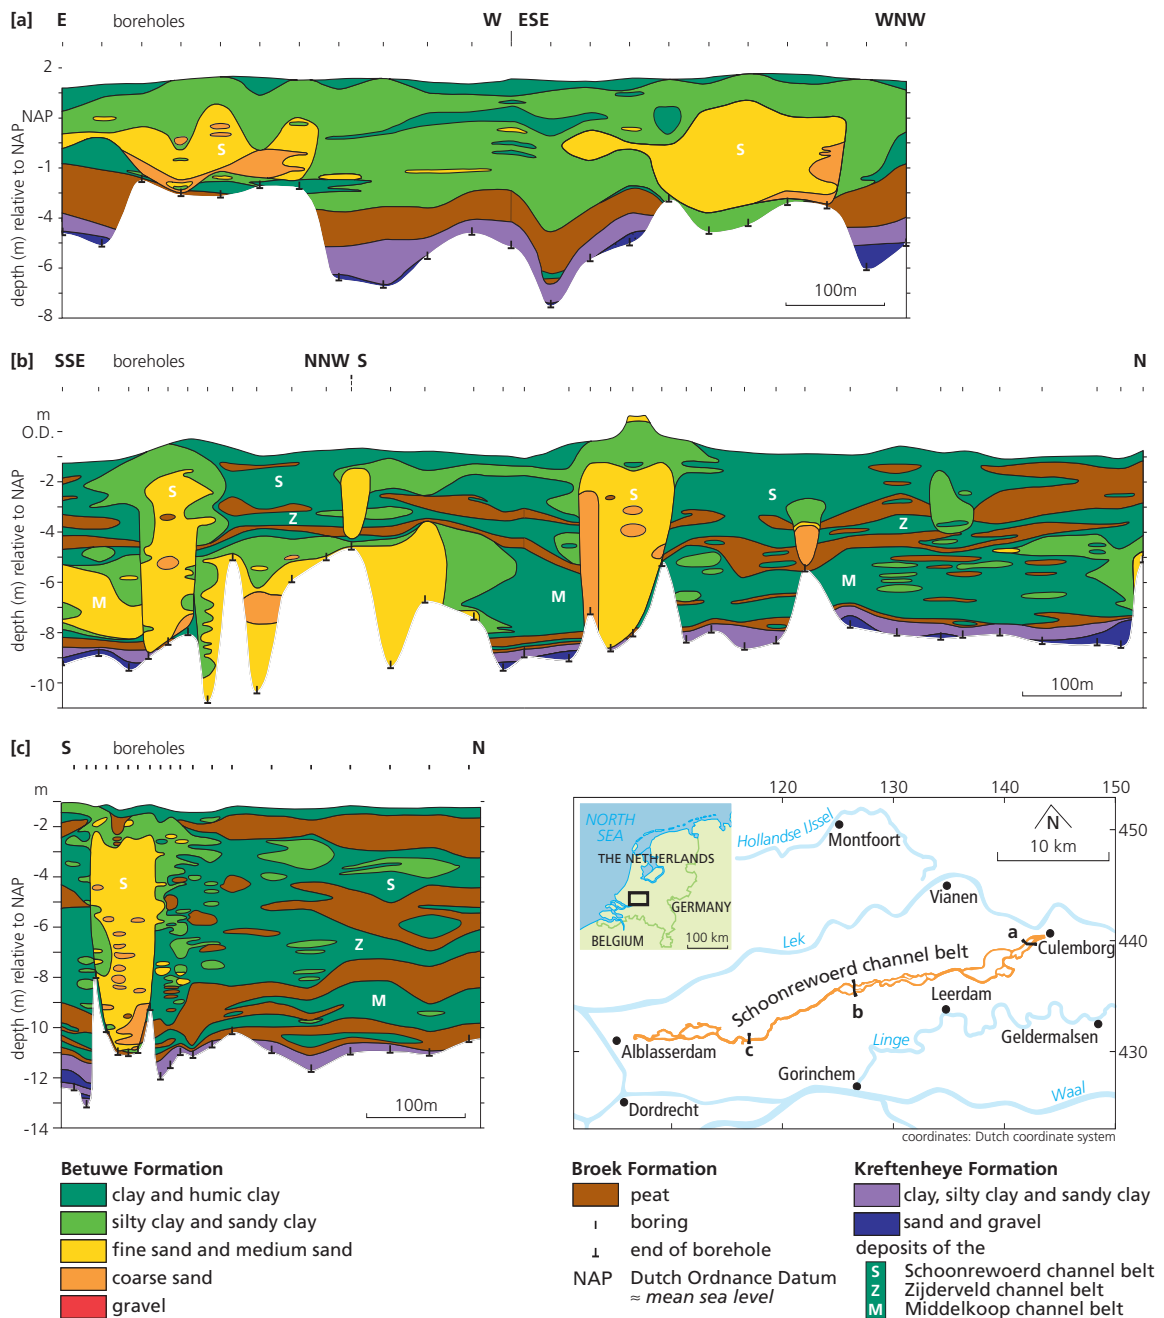 [a] E boreholes W ESE WNW
2
NAP
-1
-4
-6
-8
depth (m) relative to NAP
S
S
100m
[b] SSE boreholes NNW S N
m
O.D.
-2
-4
-6
-8
-10
depth (m) relative to NAP
S
S
S
S
Z
Z
M
M
M
100m
[c] S boreholes N
m
-2
-4
-6
-8
-10
-12
-14
depth (m) relative to NAP
S
S
Z
M
100m
120 130 140 150
450
440
430
NORTH
SEA
THE NETHERLANDS
GERMANY
BELGIUM
100 km
N
10 km
Hollandse IJssel
Montfoort
Vianen
Lek
a
Culemborg
Schoonrewoerd channel belt
b
Leerdam
Linge
Geldermalsen
Alblasserdam
c
Gorinchem
Waal
Dordrecht
coordinates: Dutch coordinate system
Betuwe Formation
clay and humic clay
silty clay and sandy clay
fine sand and medium sand
coarse sand
gravel
Broek Formation
peat
boring
end of borehole
NAP Dutch Ordnance Datum
≈ mean sea level
Kreftenheye Formation
clay, silty clay and sandy clay
sand and gravel
deposits of the
S Schoonrewoerd channel belt
Z Zijderveld channel belt
M Middelkoop channel belt